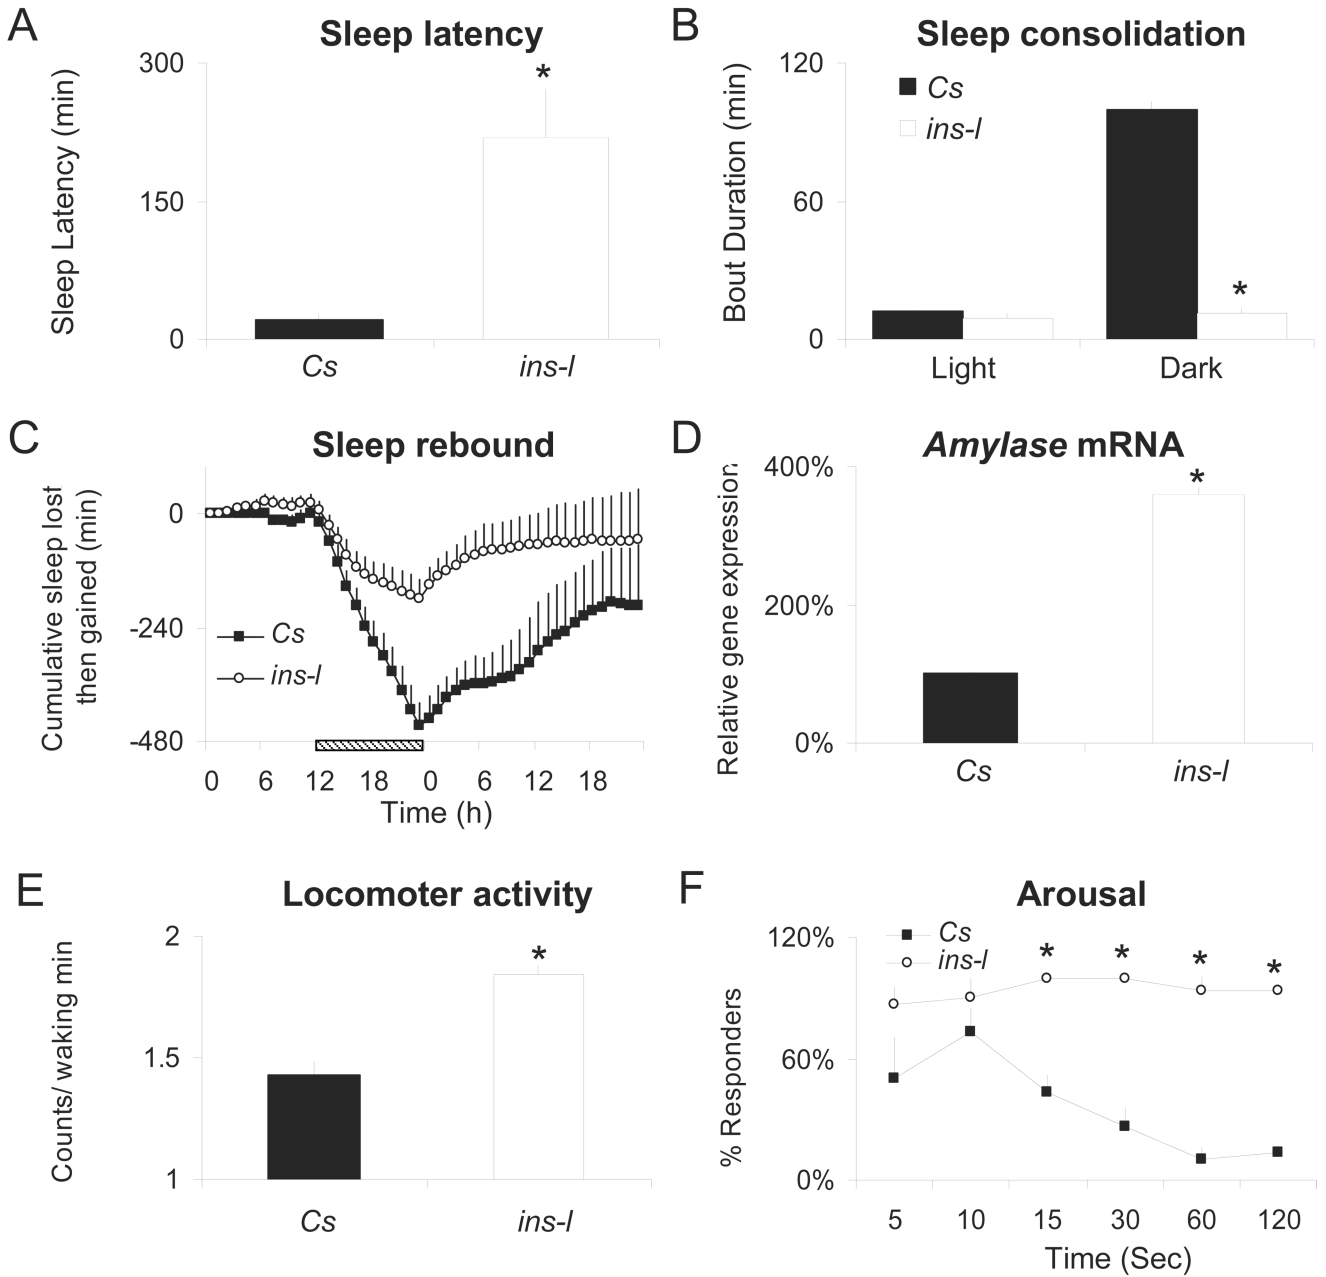 A
Sleep latency
Sleep Latency (min)
300
150
0
*
Cs
ins-l
B
Sleep consolidation
Bout Duration (min)
120
60
0
Cs
ins-l
*
Light
Dark
C
Sleep rebound
Cumulative sleep lost
then gained (min)
0
-240
-480
Cs
ins-l
0 6 12 18 0 6 12 18
Time (h)
D
Amylase mRNA
Relative gene expression
400%
200%
0%
*
Cs
ins-l
E
Locomoter activity
Counts/ waking min
2
1.5
1
*
Cs
ins-l
F
Arousal
% Responders
120%
60%
0%
Cs
ins-l
* * * *
5 10 15 30 60 120
Time (Sec)